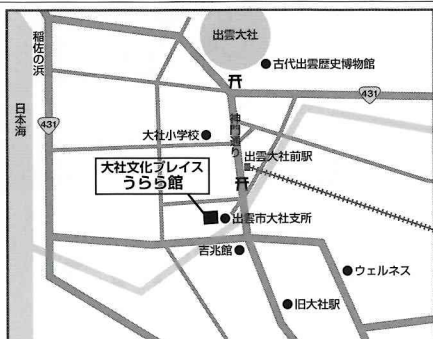 出雲大社
古代出雲歴史博物館
稲佐の浜
日本海
431
431
大社小学校
神門通り
出雲大社前駅
大社文化プレイス
うらら館
出雲市大社支所
吉兆館
ウェルネス
旧大社駅